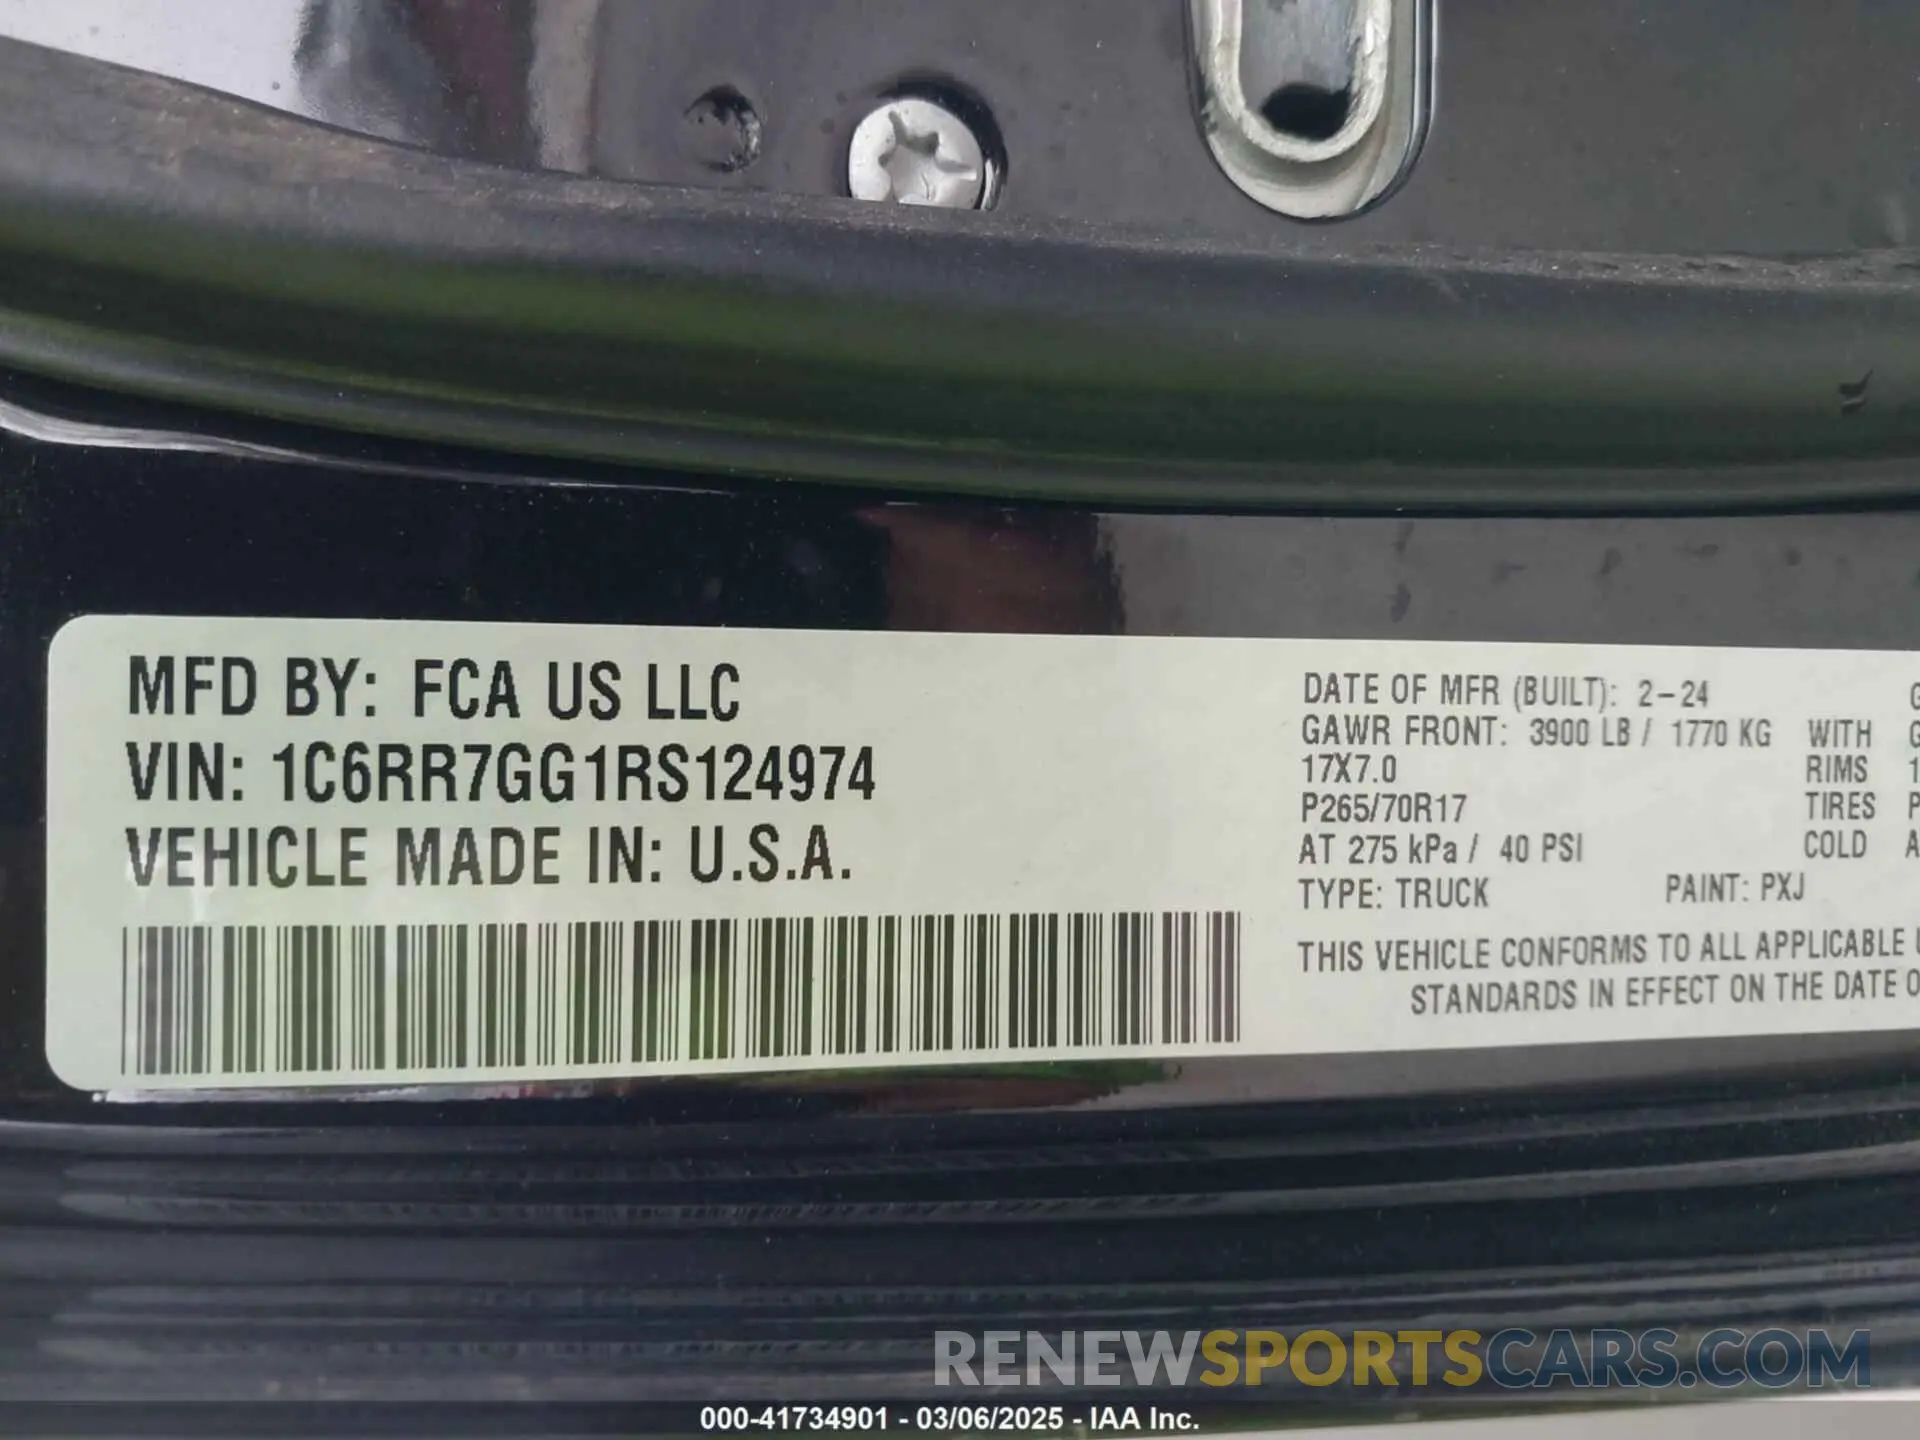 MFD BY: FCA US LLC
VIN: 1C6RR7GG1RS124974
VEHICLE MADE IN: U.S.A.
DATE OF MFR (BUILT): 2-24
GAWR FRONT: 3900 LB / 1770 KG WITH
17X7.0 RIMS
P265/70R17 TIRES
AT 275 kPa / 40 PSI COLD
TYPE: TRUCK PAINT: PXJ
THIS VEHICLE CONFORMS TO ALL APPLICABLE
STANDARDS IN EFFECT ON THE DATE
RENEWSPORTSCARS.COM
000-41734901 - 03/06/2025 - IAA Inc.